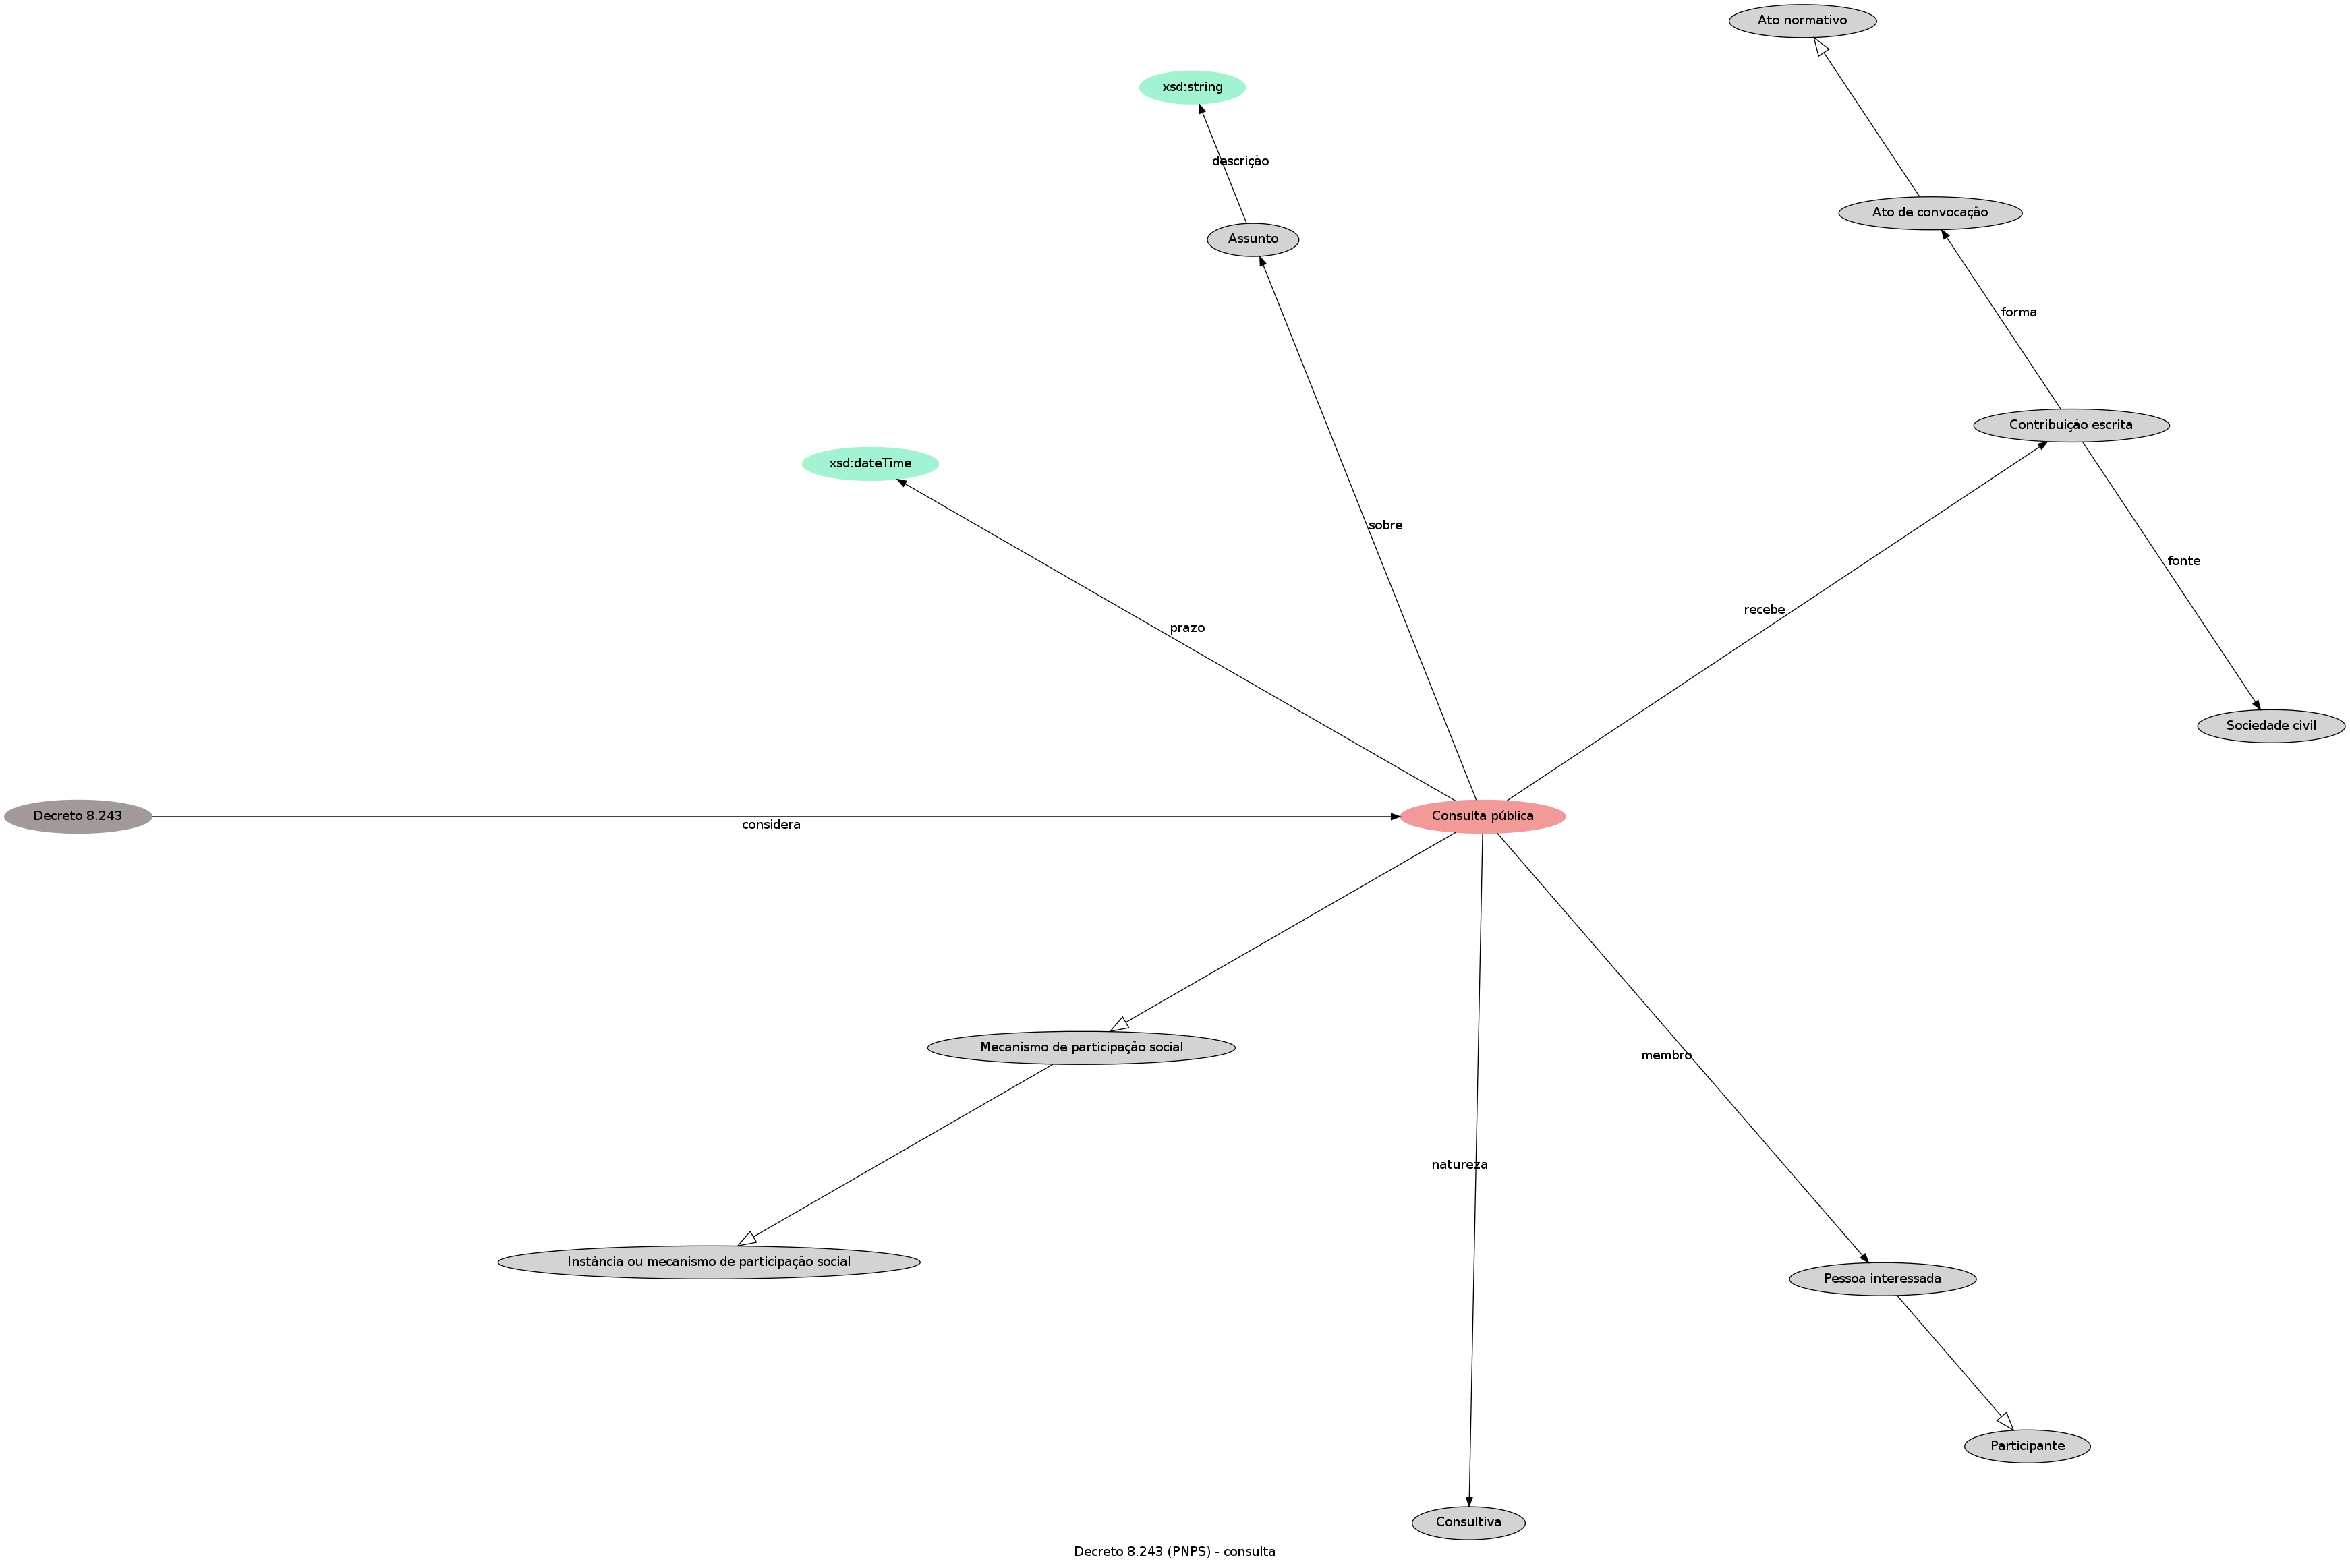 Ato normativo
xsd:string
descrição
Ato de convocação
Assunto
forma
Contribuição escrita
xsd:dateTime
sobre
fonte
recebe
prazo
Sociedade civil
Decreto 8.243
considera
Consulta pública
Mecanismo de participação social
membro
natureza
Instância ou mecanismo de participação social
Pessoa interessada
Participante
Consultiva
Decreto 8.243 (PNPS) - consulta